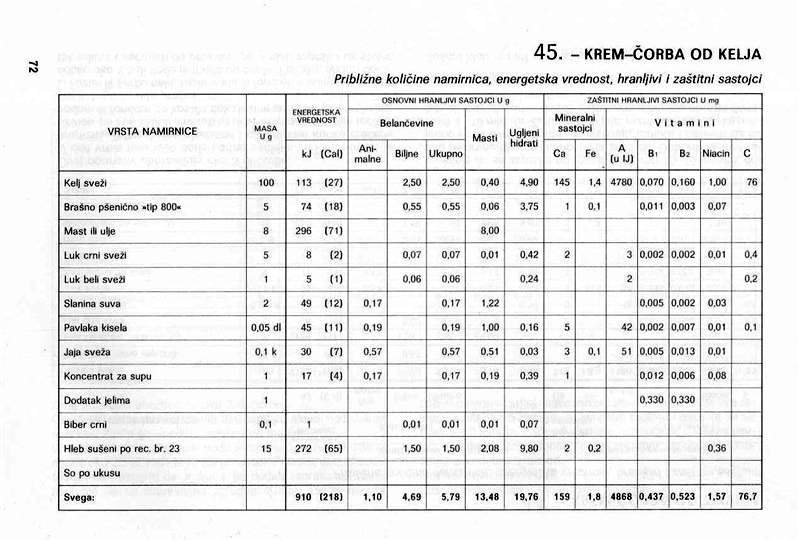 72
45. – KREM–ČORBA OD KELJA
Približne količine namirnica, energetska vrednost, hranljivi i zaštitni sastojci
VRSTA NAMIRNICE MASA U g ENERGETSKA VREDNOST OSNOVNI HRANLJIVI SASTOJCI U g ZAŠTITNI HRANLJIVI SASTOJCI U mg
Belančevine Masti Ugljeni hidrati Mineralni sastojci Vitamini
kJ (Cal) Ani-malne Biljne Ukupno Ca Fe A (u IJ) B1 B2 Niacin C
Kelj sveži 100 113 (27) 2,50 2,50 0,40 4,90 145 1,4 4780 0,070 0,160 1,00 76
Brašno pšenično »tip 800« 5 74 (18) 0,55 0,55 0,06 3,75 1 0,1 0,011 0,003 0,07
Mast ili ulje 8 296 (71) 8,00
Luk crni sveži 5 8 (2) 0,07 0,07 0,01 0,42 2 3 0,002 0,002 0,01 0,4
Luk beli sveži 1 5 (1) 0,06 0,06 0,24 2 0,2
Slanina suva 2 49 (12) 0,17 0,17 1,22 0,005 0,002 0,03
Pavlaka kisela 0,05 dl 45 (11) 0,19 0,19 1,00 0,16 5 42 0,002 0,007 0,01 0,1
Jaja sveža 0,1 k 30 (7) 0,57 0,57 0,51 0,03 3 0,1 51 0,005 0,013 0,01
Koncentrat za supu 1 17 (4) 0,17 0,17 0,19 0,39 1 0,012 0,006 0,08
Dodatak jelima 1 0,330 0,330
Biber crni 0,1 1 0,01 0,01 0,01 0,07
Hleb sušeni po rec. br. 23 15 272 (65) 1,50 1,50 2,08 9,80 2 0,2 0,36
So po ukusu
Svega: 910 (218) 1,10 4,69 5,79 13,48 19,76 159 1,8 4868 0,437 0,523 1,57 76,7